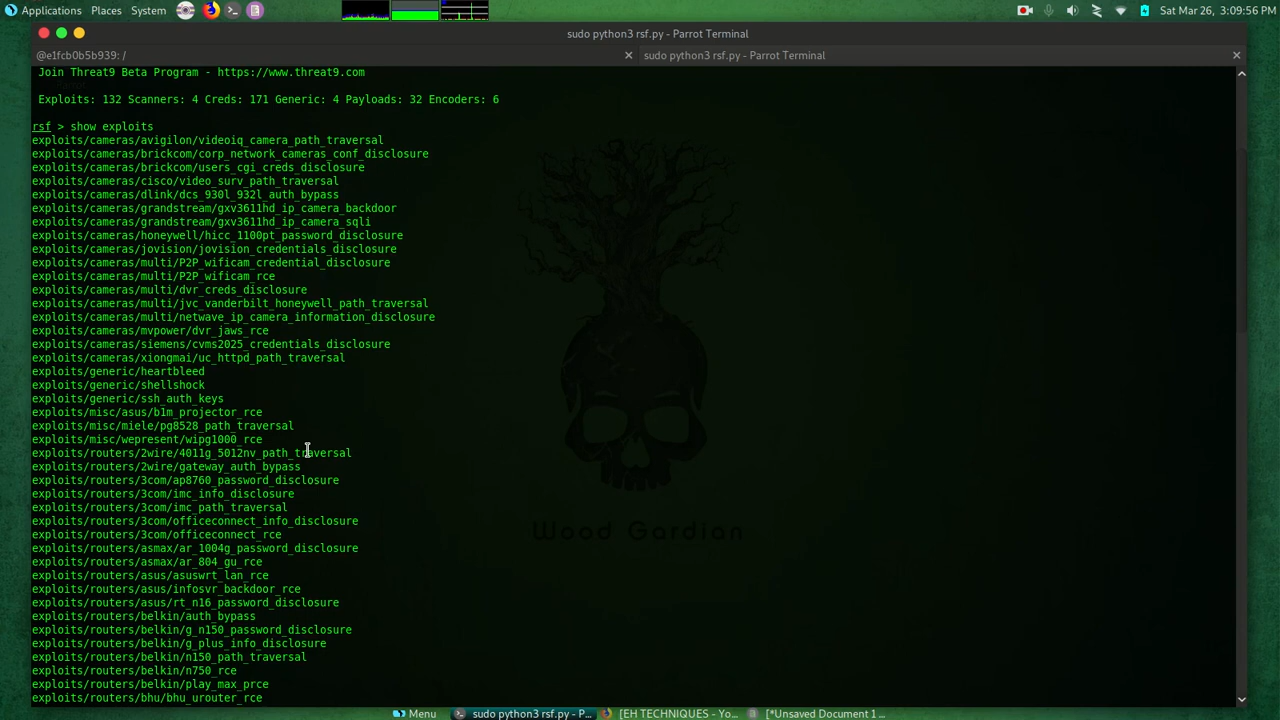 Applications Places System
Sat Mar 26, 3:09:56 PM
sudo python3 rsf.py - Parrot Terminal
@e1fcb0b5b939: /
sudo python3 rsf.py - Parrot Terminal
Join Threat9 Beta Program - https://www.threat9.com
Exploits: 132 Scanners: 4 Creds: 171 Generic: 4 Payloads: 32 Encoders: 6
rsf > show exploits
exploits/cameras/avigilon/videoiq_camera_path_traversal
exploits/cameras/brickcom/corp_network_cameras_conf_disclosure
exploits/cameras/brickcom/users_cgi_creds_disclosure
exploits/cameras/cisco/video_surv_path_traversal
exploits/cameras/dlink/dcs_930l_932l_auth_bypass
exploits/cameras/grandstream/gxv3611hd_ip_camera_backdoor
exploits/cameras/grandstream/gxv3611hd_ip_camera_sqli
exploits/cameras/honeywell/hicc_1100pt_password_disclosure
exploits/cameras/jovision/jovision_credentials_disclosure
exploits/cameras/multi/P2P_wificam_credential_disclosure
exploits/cameras/multi/P2P_wificam_rce
exploits/cameras/multi/dvr_creds_disclosure
exploits/cameras/multi/jvc_vanderbilt_honeywell_path_traversal
exploits/cameras/multi/netwave_ip_camera_information_disclosure
exploits/cameras/mvpower/dvr_jaws_rce
exploits/cameras/siemens/cvms2025_credentials_disclosure
exploits/cameras/xiongmai/uc_httpd_path_traversal
exploits/generic/heartbleed
exploits/generic/shellshock
exploits/generic/ssh_auth_keys
exploits/misc/asus/b1m_projector_rce
exploits/misc/miele/pg8528_path_traversal
exploits/misc/wepresent/wipg1000_rce
exploits/routers/2wire/4011g_5012nv_path_traversal
exploits/routers/2wire/gateway_auth_bypass
exploits/routers/3com/ap8760_password_disclosure
exploits/routers/3com/imc_info_disclosure
exploits/routers/3com/imc_path_traversal
exploits/routers/3com/officeconnect_info_disclosure
exploits/routers/3com/officeconnect_rce
exploits/routers/asmax/ar_1004g_password_disclosure
exploits/routers/asmax/ar_804_gu_rce
exploits/routers/asus/asuswrt_lan_rce
exploits/routers/asus/infosvr_backdoor_rce
exploits/routers/asus/rt_n16_password_disclosure
exploits/routers/belkin/auth_bypass
exploits/routers/belkin/g_n150_password_disclosure
exploits/routers/belkin/g_plus_info_disclosure
exploits/routers/belkin/n150_path_traversal
exploits/routers/belkin/n750_rce
exploits/routers/belkin/play_max_prce
exploits/routers/bhu/bhu_urouter_rce
Wood Gardian
Menu
sudo python3 rsf.py - P...
[EH TECHNIQUES - Yo...
[*Unsaved Document 1 ...